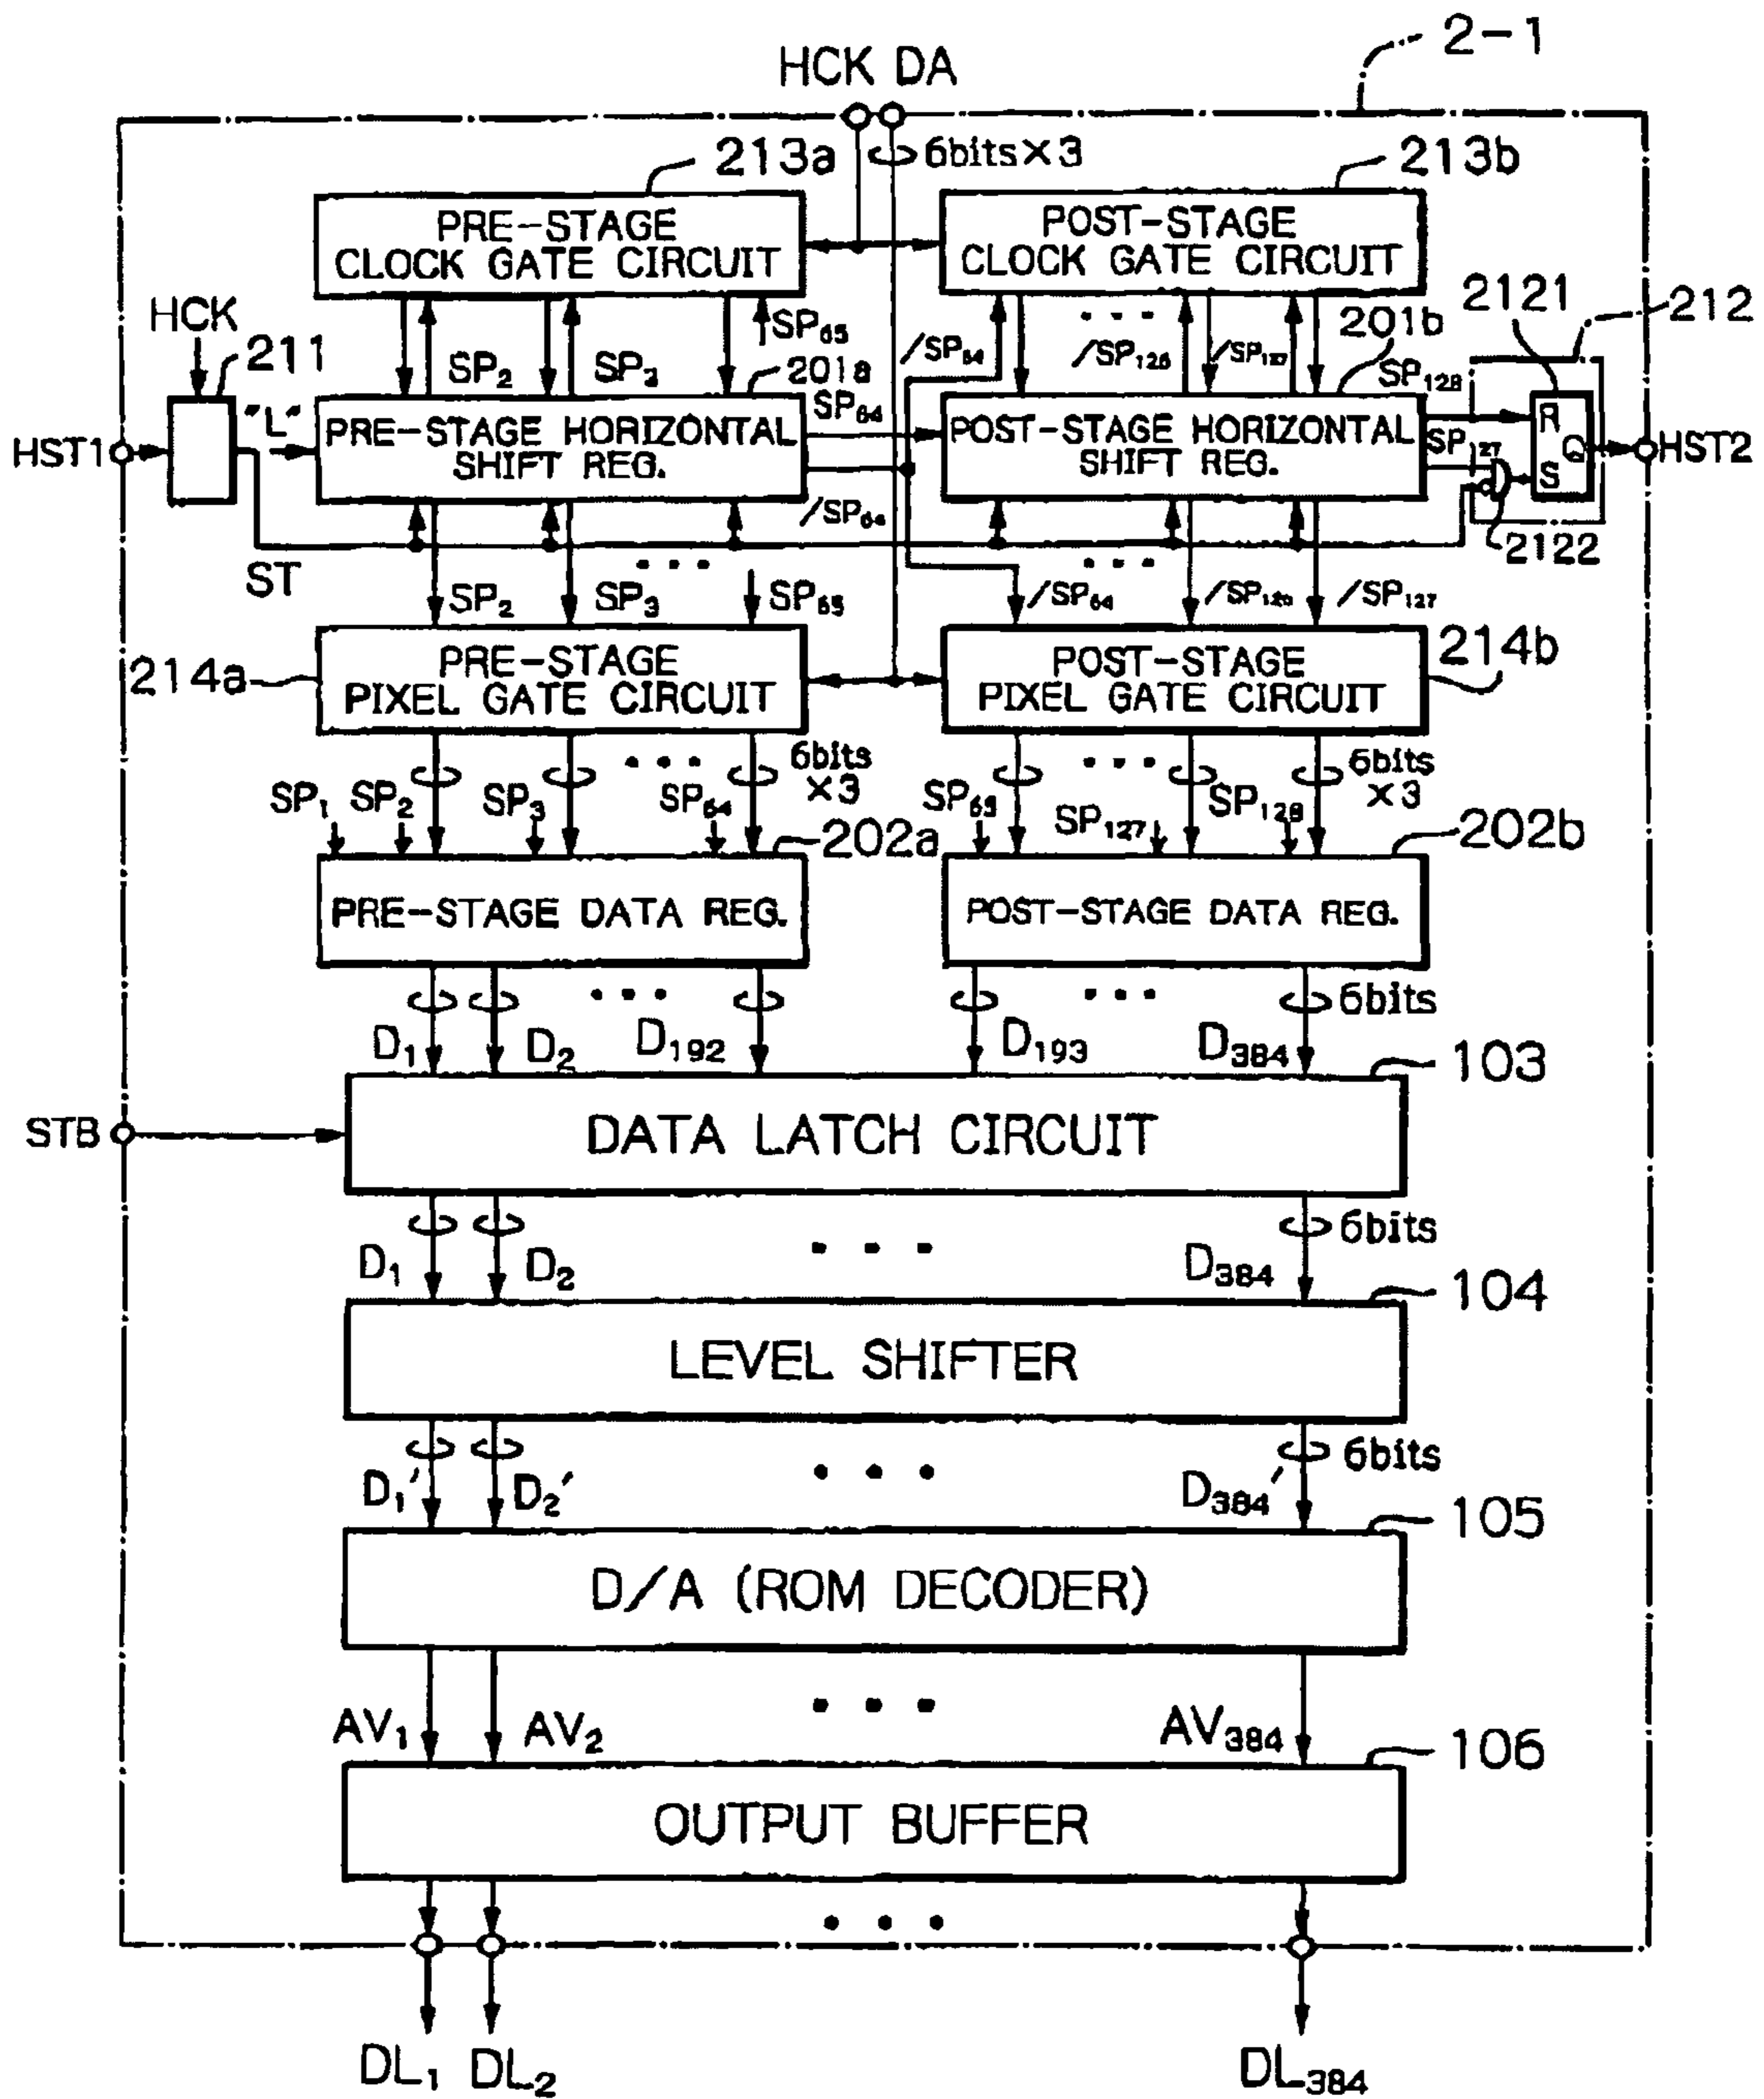 2-1
HCK DA
213a
6bits×3
213b
PRE-STAGE
CLOCK GATE CIRCUIT
POST-STAGE
CLOCK GATE CIRCUIT
HCK
211
2121
212
SP₂
SP₃
SP₆₅
201a
/SP₆₄
/SP₁₂₆
/SP₁₂₇
201b
SP₁₂₈
HST1
"L"
PRE-STAGE HORIZONTAL
SHIFT REG.
SP₆₄
/SP₆₄
POST-STAGE HORIZONTAL
SHIFT REG.
SP₁₂₇
R
S
Q
HST2
2122
ST
SP₂
SP₃
SP₆₅
/SP₆₄
/SP₁₂₆
/SP₁₂₇
214a
PRE-STAGE
PIXEL GATE CIRCUIT
POST-STAGE
PIXEL GATE CIRCUIT
214b
6bits
×3
6bits
×3
SP₁
SP₂
SP₃
SP₆₄
202a
SP₆₅
SP₁₂₇
SP₁₂₈
202b
PRE-STAGE DATA REG.
POST-STAGE DATA REG.
6bits
D₁
D₂
D₁₉₂
D₁₉₃
D₃₈₄
103
STB
DATA LATCH CIRCUIT
6bits
D₁
D₂
D₃₈₄
104
LEVEL SHIFTER
6bits
D₁′
D₂′
D₃₈₄′
105
D/A (ROM DECODER)
AV₁
AV₂
AV₃₈₄
106
OUTPUT BUFFER
DL₁ DL₂
DL₃₈₄